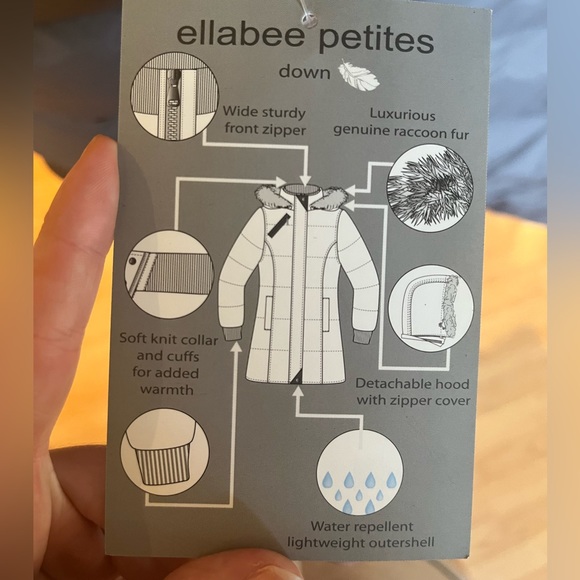 ellabee petites
down
Wide sturdy
front zipper
Luxurious
genuine raccoon fur
Soft knit collar
and cuffs
for added
warmth
Detachable hood
with zipper cover
Water repellent
lightweight outershell